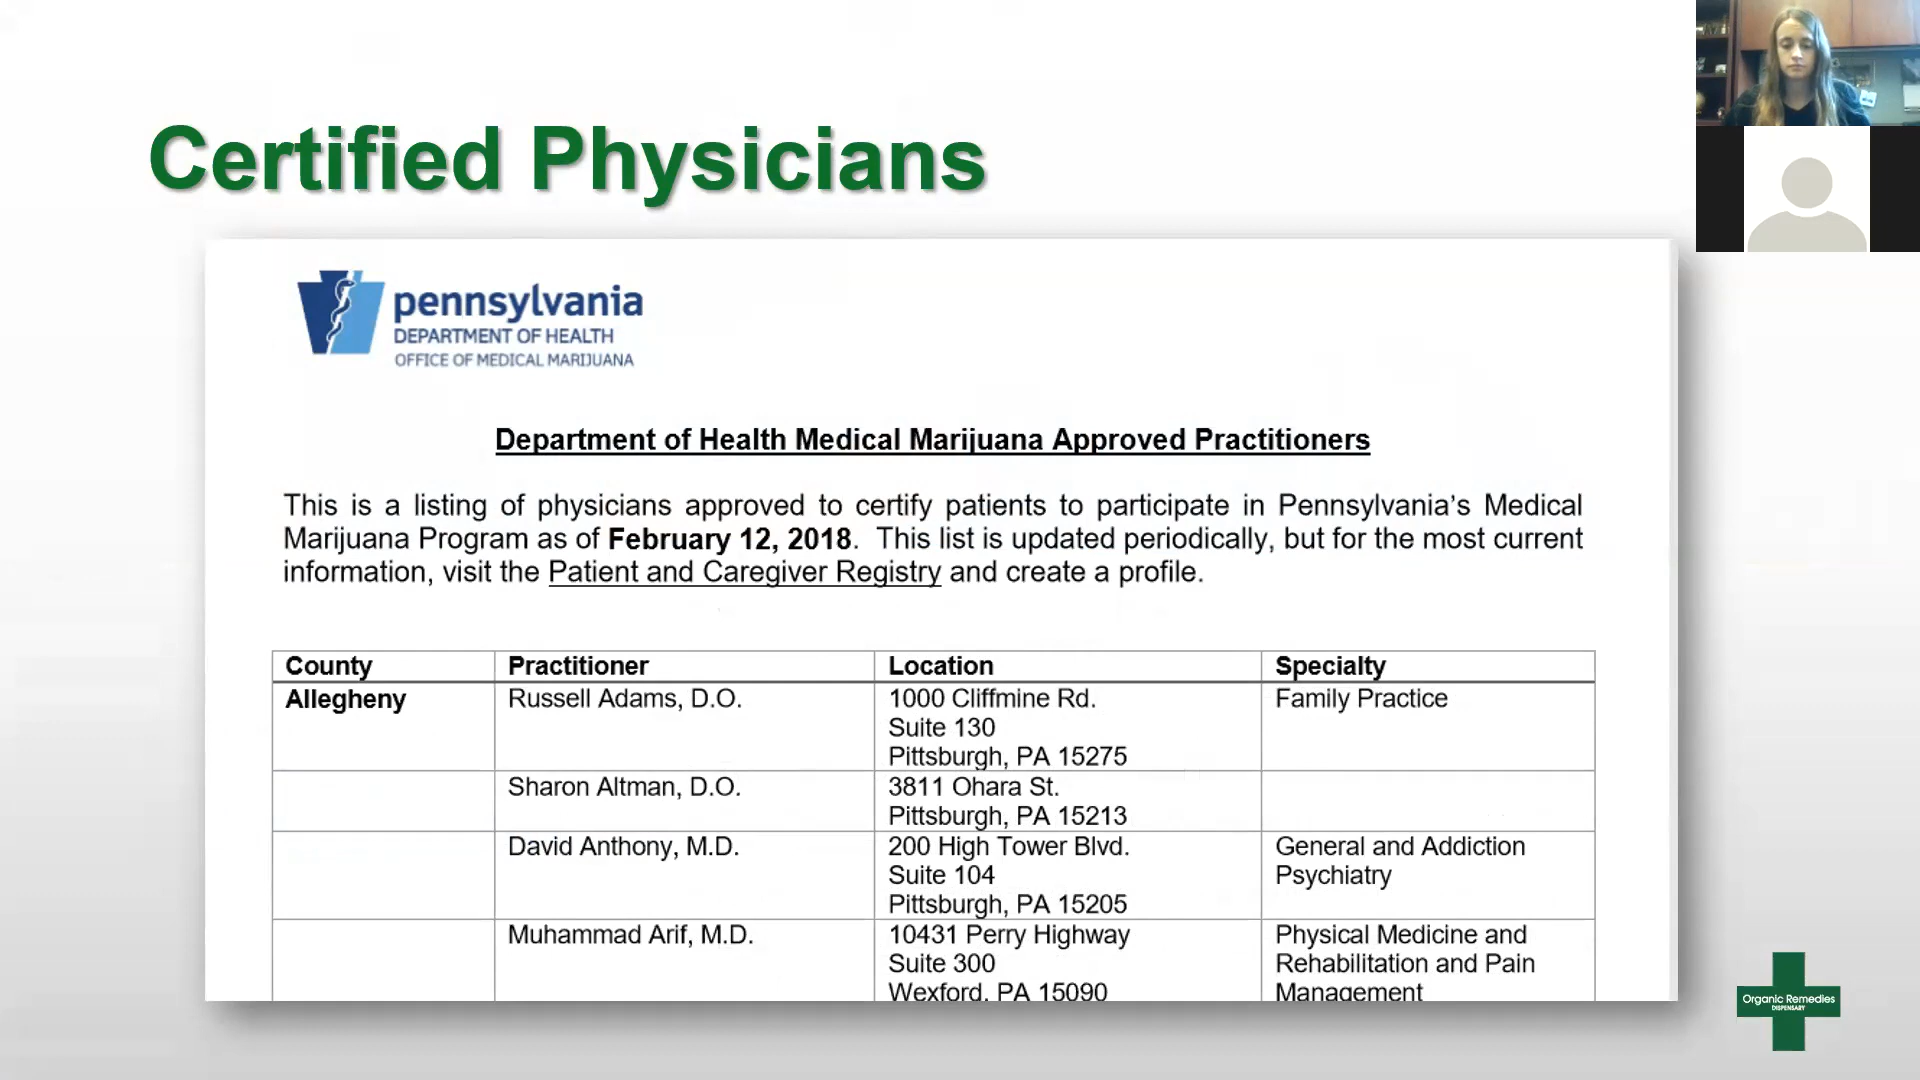 Certified Physicians
pennsylvania
DEPARTMENT OF HEALTH
OFFICE OF MEDICAL MARIJUANA
Department of Health Medical Marijuana Approved Practitioners
This is a listing of physicians approved to certify patients to participate in Pennsylvania's Medical
Marijuana Program as of February 12, 2018. This list is updated periodically, but for the most current
information, visit the Patient and Caregiver Registry and create a profile.
County Practitioner Location Specialty
Allegheny Russell Adams, D.O. 1000 Cliffmine Rd. Family Practice
Suite 130
Pittsburgh, PA 15275
Sharon Altman, D.O. 3811 Ohara St.
Pittsburgh, PA 15213
David Anthony, M.D. 200 High Tower Blvd. General and Addiction
Suite 104 Psychiatry
Pittsburgh, PA 15205
Muhammad Arif, M.D. 10431 Perry Highway Physical Medicine and
Suite 300 Rehabilitation and Pain
Wexford, PA 15090 Management
Organic Remedies
DISPENSARY